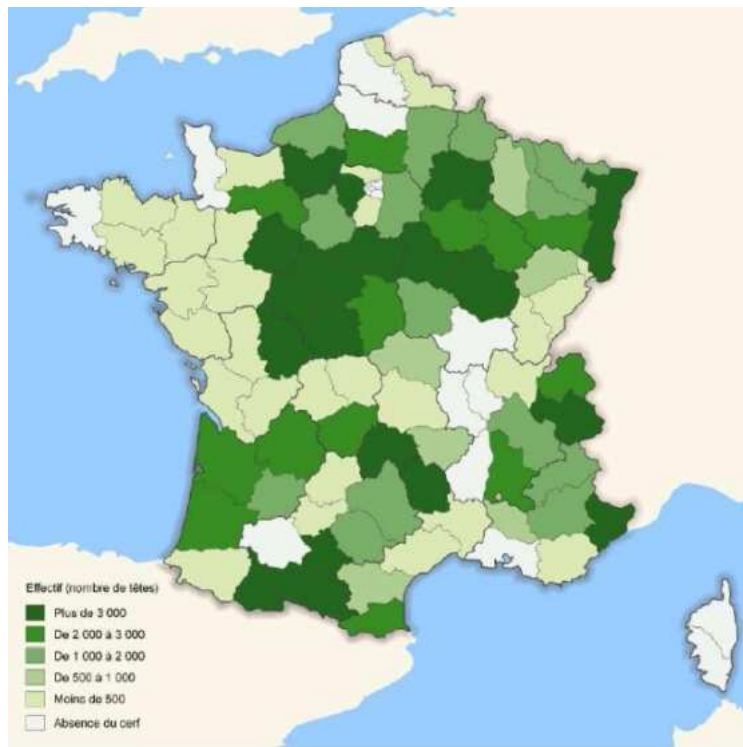 Effectif (nombre de têtes)
Plus de 3 000
De 2 000 à 3 000
De 1 000 à 2 000
De 500 à 1 000
Moins de 500
Absence du cerf